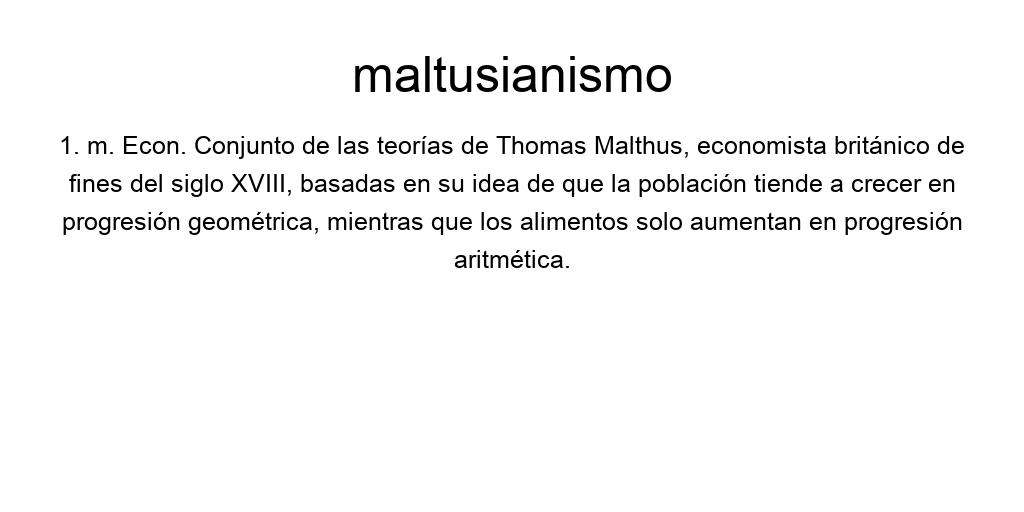 maltusianismo
1. m. Econ. Conjunto de las teorías de Thomas Malthus, economista británico de
fines del siglo XVIII, basadas en su idea de que la población tiende a crecer en
progresión geométrica, mientras que los alimentos solo aumentan en progresión
aritmética.